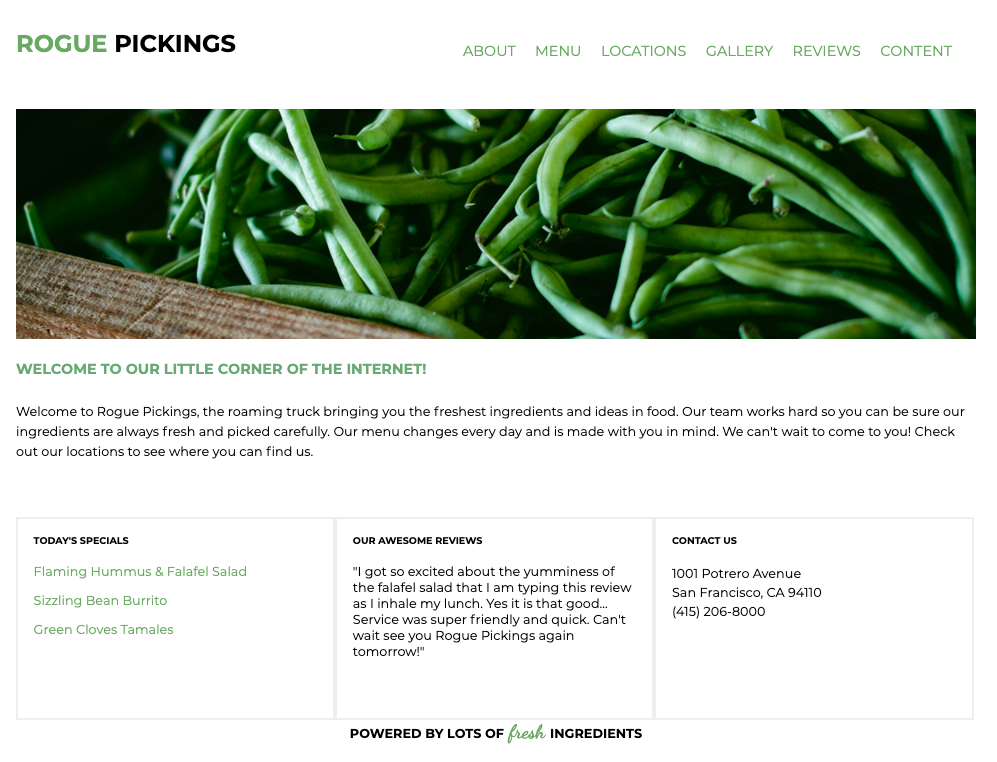 ROGUE PICKINGS
ABOUT MENU LOCATIONS GALLERY REVIEWS CONTENT
WELCOME TO OUR LITTLE CORNER OF THE INTERNET!
Welcome to Rogue Pickings, the roaming truck bringing you the freshest ingredients and ideas in food. Our team works hard so you can be sure our
ingredients are always fresh and picked carefully. Our menu changes every day and is made with you in mind. We can't wait to come to you! Check
out our locations to see where you can find us.
TODAY'S SPECIALS
Flaming Hummus & Falafel Salad
Sizzling Bean Burrito
Green Cloves Tamales
OUR AWESOME REVIEWS
"I got so excited about the yumminess of
the falafel salad that I am typing this review
as I inhale my lunch. Yes it is that good...
Service was super friendly and quick. Can't
wait see you Rogue Pickings again
tomorrow!"
CONTACT US
1001 Potrero Avenue
San Francisco, CA 94110
(415) 206-8000
POWERED BY LOTS OF fresh INGREDIENTS